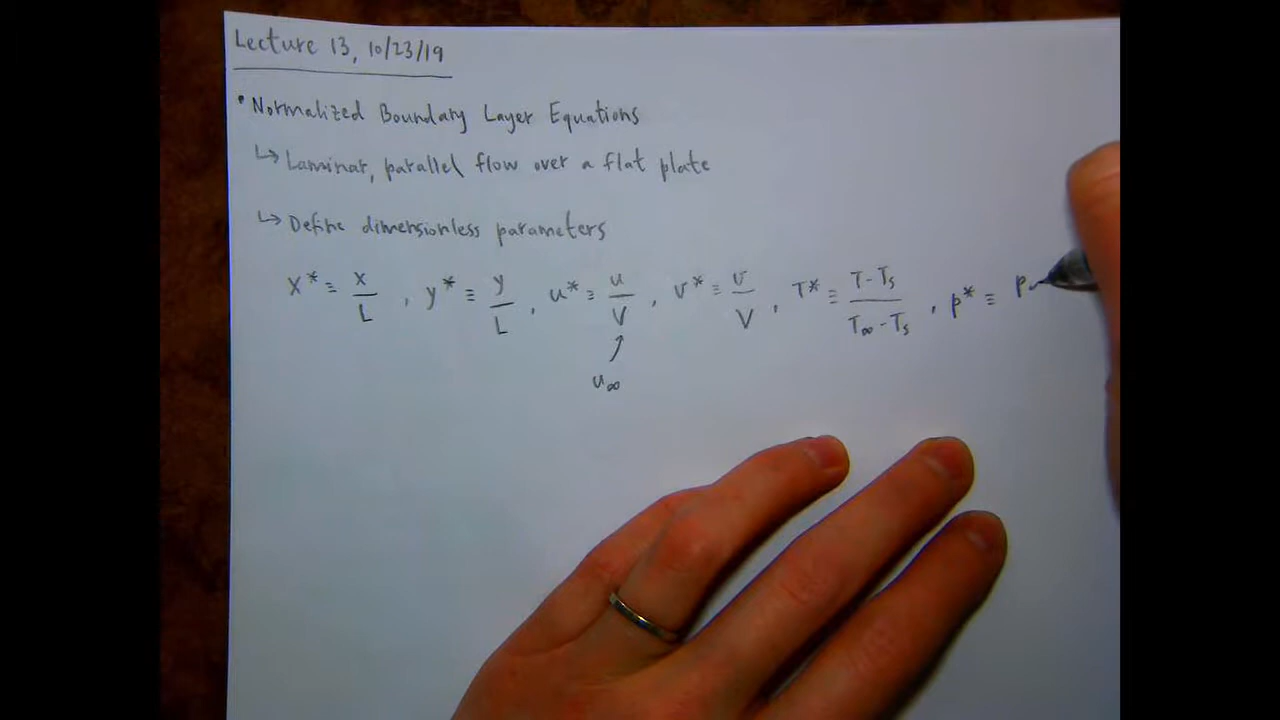 Lecture 13, 10/23/19
• Normalized Boundary Layer Equations
↳ Laminar, parallel flow over a flat plate
↳ Define dimensionless parameters
x* ≡ x/L , y* ≡ y/L , u* ≡ u/V , v* ≡ v/V , T* ≡ (T - Ts)/(T∞ - Ts) , p* ≡ p
↑
u∞